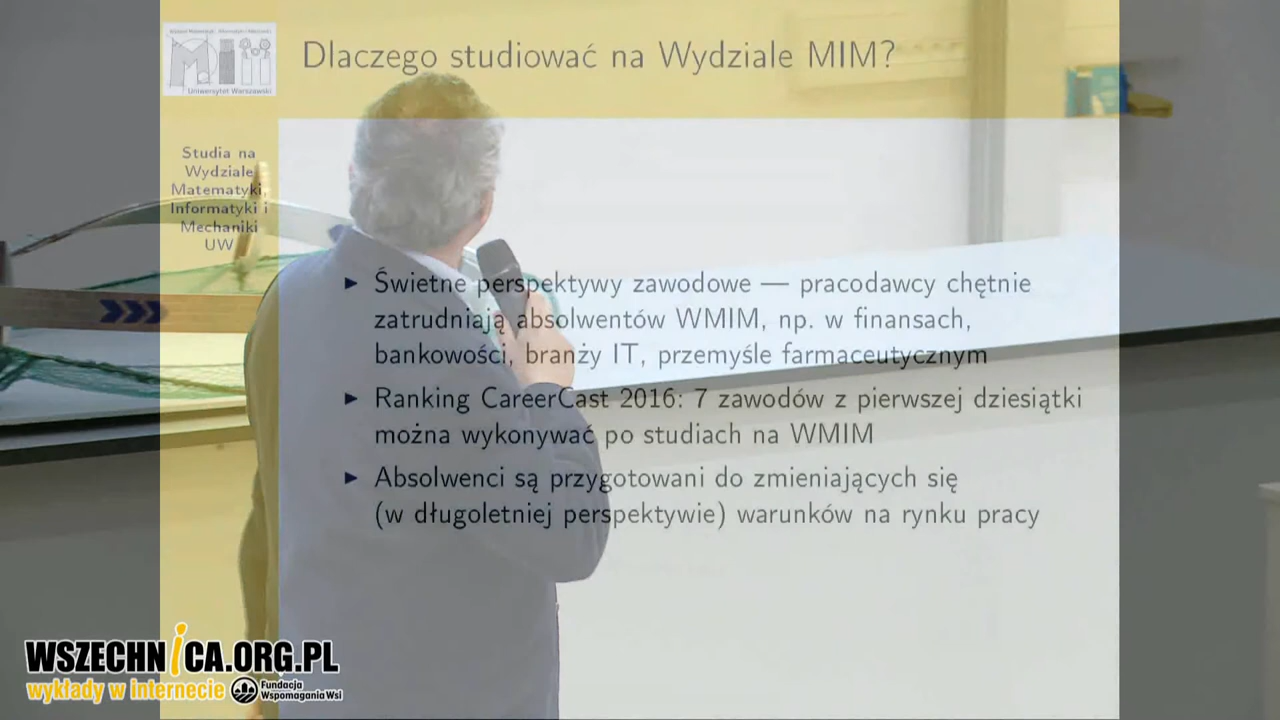 Dlaczego studiować na Wydziale MIM?
Uniwersytet Warszawski
Studia na
Wydziale
Matematyki,
Informatyki i
Mechaniki
UW
► Świetne perspektywy zawodowe — pracodawcy chętnie
zatrudniają absolwentów WMIM, np. w finansach,
bankowości, branży IT, przemyśle farmaceutycznym
► Ranking CareerCast 2016: 7 zawodów z pierwszej dziesiątki
można wykonywać po studiach na WMIM
► Absolwenci są przygotowani do zmieniających się
(w długoletniej perspektywie) warunków na rynku pracy
WSZECHNICA.ORG.PL
wykłady w internecie
Fundacja
Wspomagania Wsi